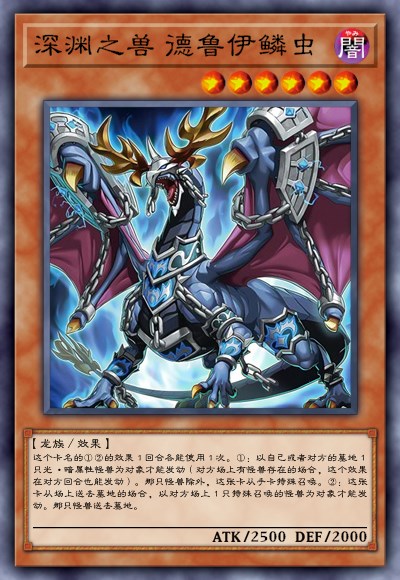 深渊之兽 德鲁伊鳞虫
やみ
闇
【龙族／效果】
这个卡名的①②的效果1回合各能使用1次。①：以自己或者对方的墓地1
只光·暗属性怪兽为对象才能发动（对方场上有怪兽存在的场合，这个效果
在对方回合也能发动）。那只怪兽除外，这张卡从手卡特殊召唤。②：这张
卡从场上送去墓地的场合，以对方场上1只特殊召唤的怪兽为对象才能发
动。那只怪兽送去墓地。
ATK/2500 DEF/2000